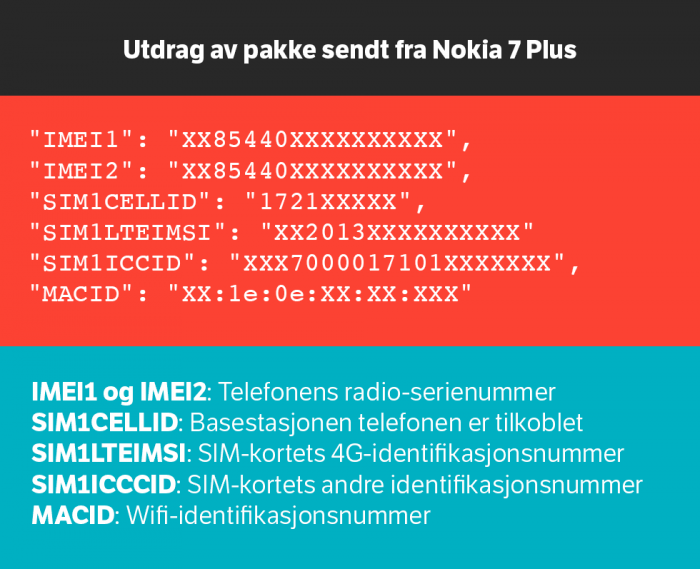 Utdrag av pakke sendt fra Nokia 7 Plus
"IMEI1": "XX85440XXXXXXXXXX",
"IMEI2": "XX85440XXXXXXXXXX",
"SIM1CELLID": "1721XXXXX",
"SIM1LTEIMSI": "XX2013XXXXXXXXXX"
"SIM1ICCID": "XXX7000017101XXXXXXX",
"MACID": "XX:1e:0e:XX:XX:XXX"
IMEI1 og IMEI2: Telefonens radio-serienummer
SIM1CELLID: Basestasjonen telefonen er tilkoblet
SIM1LTEIMSI: SIM-kortets 4G-identifikasjonsnummer
SIM1ICCCID: SIM-kortets andre identifikasjonsnummer
MACID: Wifi-identifikasjonsnummer